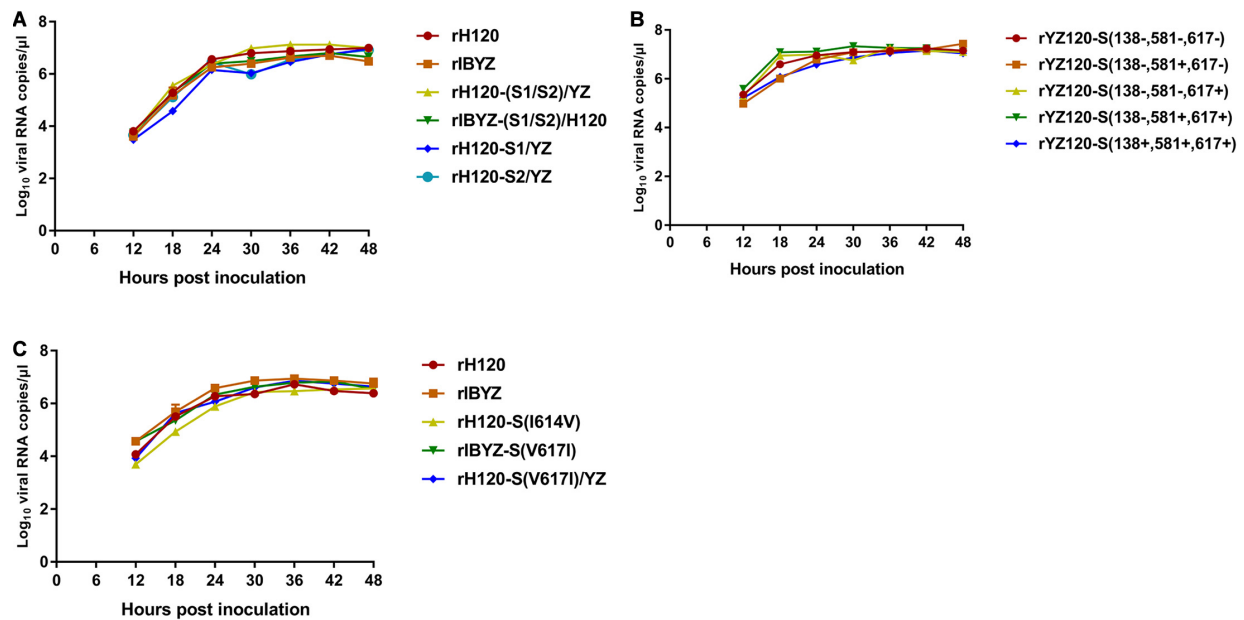 A
8
6
4
2
0
Log10 viral RNA copies/µl
0 6 12 18 24 30 36 42 48
Hours post inoculation
rH120
rIBYZ
rH120-(S1/S2)/YZ
rIBYZ-(S1/S2)/H120
rH120-S1/YZ
rH120-S2/YZ
B
8
6
4
2
0
Log10 viral RNA copies/µl
0 6 12 18 24 30 36 42 48
Hours post inoculation
rYZ120-S(138-,581-,617-)
rYZ120-S(138-,581+,617-)
rYZ120-S(138-,581-,617+)
rYZ120-S(138-,581+,617+)
rYZ120-S(138+,581+,617+)
C
8
6
4
2
0
Log10 viral RNA copies/µl
0 6 12 18 24 30 36 42 48
Hours post inoculation
rH120
rIBYZ
rH120-S(I614V)
rIBYZ-S(V617I)
rH120-S(V617I)/YZ